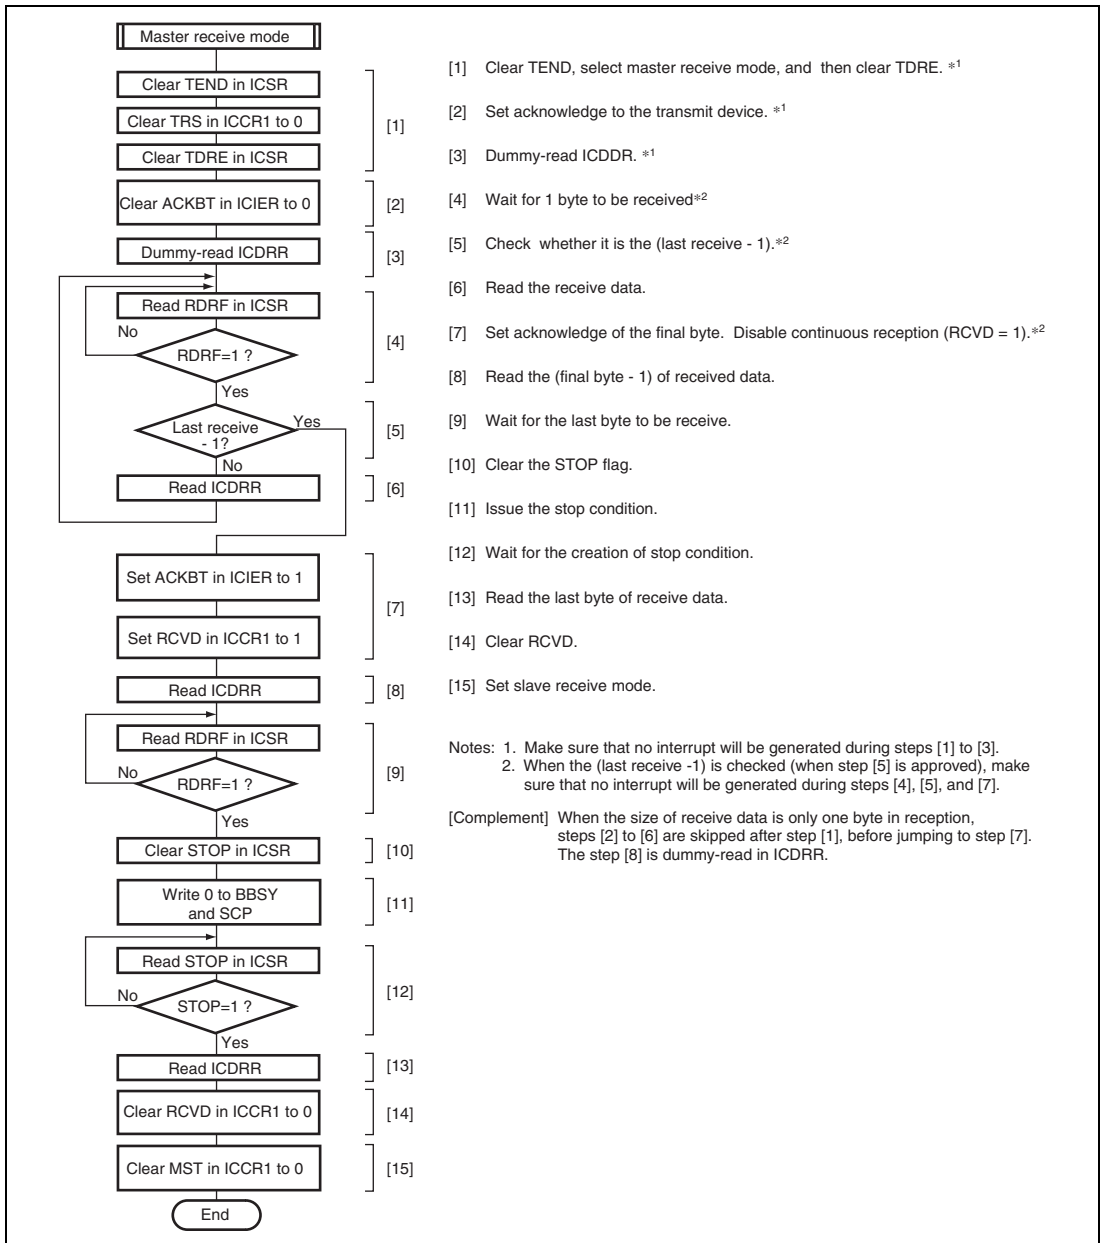 Master receive mode
Clear TEND in ICSR
Clear TRS in ICCR1 to 0
Clear TDRE in ICSR
[1]
Clear ACKBT in ICIER to 0
[2]
Dummy-read ICDRR
[3]
Read RDRF in ICSR
No
RDRF=1 ?
[4]
Yes
Last receive
- 1?
Yes
[5]
No
Read ICDRR
[6]
Set ACKBT in ICIER to 1
[7]
Set RCVD in ICCR1 to 1
Read ICDRR
[8]
Read RDRF in ICSR
No
RDRF=1 ?
[9]
Yes
Clear STOP in ICSR
[10]
Write 0 to BBSY
and SCP
[11]
Read STOP in ICSR
No
STOP=1 ?
[12]
Yes
Read ICDRR
[13]
Clear RCVD in ICCR1 to 0
[14]
Clear MST in ICCR1 to 0
[15]
End
[1] Clear TEND, select master receive mode, and then clear TDRE. *1
[2] Set acknowledge to the transmit device. *1
[3] Dummy-read ICDDR. *1
[4] Wait for 1 byte to be received*2
[5] Check whether it is the (last receive - 1).*2
[6] Read the receive data.
[7] Set acknowledge of the final byte. Disable continuous reception (RCVD = 1).*2
[8] Read the (final byte - 1) of received data.
[9] Wait for the last byte to be receive.
[10] Clear the STOP flag.
[11] Issue the stop condition.
[12] Wait for the creation of stop condition.
[13] Read the last byte of receive data.
[14] Clear RCVD.
[15] Set slave receive mode.
Notes: 1. Make sure that no interrupt will be generated during steps [1] to [3].
2. When the (last receive -1) is checked (when step [5] is approved), make
sure that no interrupt will be generated during steps [4], [5], and [7].
[Complement] When the size of receive data is only one byte in reception,
steps [2] to [6] are skipped after step [1], before jumping to step [7].
The step [8] is dummy-read in ICDRR.